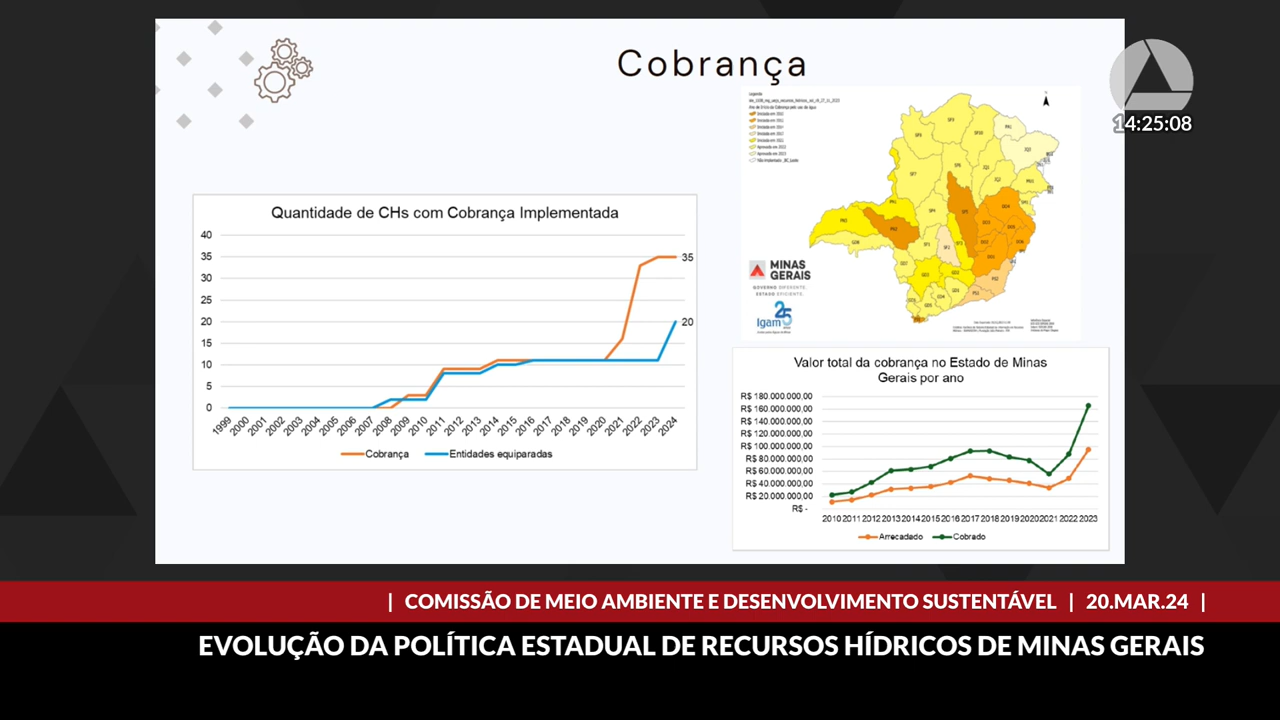 Cobrança
14:25:08
Quantidade de CHs com Cobrança Implementada
40
35
30
25
20
15
10
5
0
35
20
1999 2000 2001 2002 2003 2004 2005 2006 2007 2008 2009 2010 2011 2012 2013 2014 2015 2016 2017 2018 2019 2020 2021 2022 2023 2024
Cobrança Entidades equiparadas
MINAS
GERAIS
GOVERNO DIFERENTE.
ESTADO EFICIENTE.
25
Igam
Valor total da cobrança no Estado de Minas
Gerais por ano
R$ 180.000.000,00
R$ 160.000.000,00
R$ 140.000.000,00
R$ 120.000.000,00
R$ 100.000.000,00
R$ 80.000.000,00
R$ 60.000.000,00
R$ 40.000.000,00
R$ 20.000.000,00
R$ -
2010 2011 2012 2013 2014 2015 2016 2017 2018 2019 2020 2021 2022 2023
Arrecadado Cobrado
| COMISSÃO DE MEIO AMBIENTE E DESENVOLVIMENTO SUSTENTÁVEL | 20.MAR.24 |
EVOLUÇÃO DA POLÍTICA ESTADUAL DE RECURSOS HÍDRICOS DE MINAS GERAIS